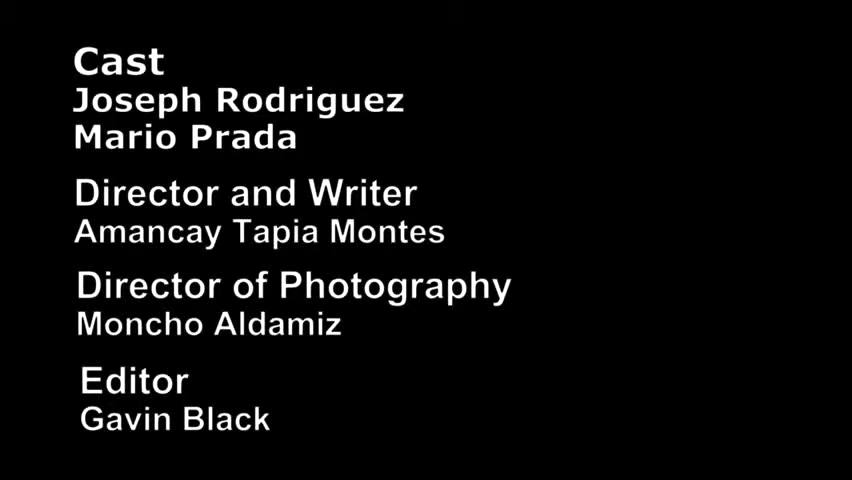 Cast
Joseph Rodriguez
Mario Prada
Director and Writer
Amancay Tapia Montes
Director of Photography
Moncho Aldamiz
Editor
Gavin Black